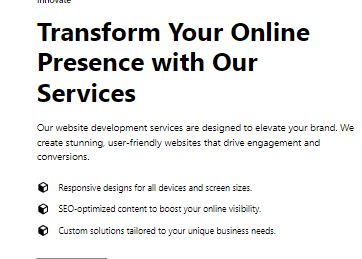 Innovate
Transform Your Online
Presence with Our
Services
Our website development services are designed to elevate your brand. We
create stunning, user-friendly websites that drive engagement and
conversions.
Responsive designs for all devices and screen sizes.
SEO-optimized content to boost your online visibility.
Custom solutions tailored to your unique business needs.